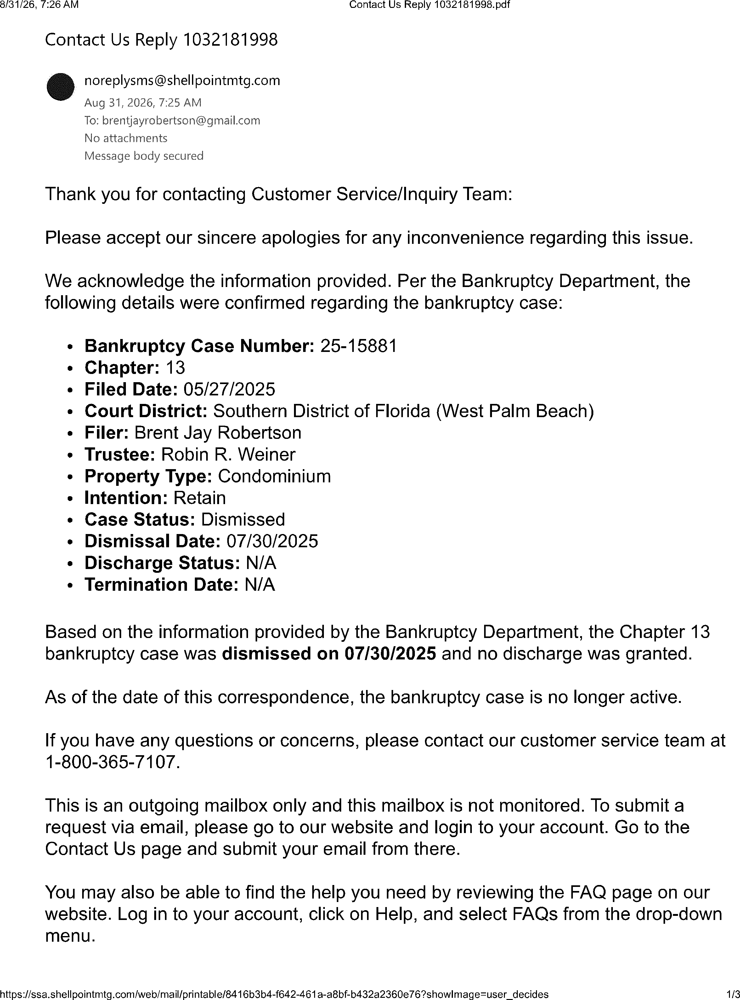 8/31/26, 7:26 AM
Contact Us Reply 1032181998.pdf
Contact Us Reply 1032181998
noreplysms@shellpointmtg.com
Aug 31, 2026, 7:25 AM
To: brentjayrobertson@gmail.com
No attachments
Message body secured
Thank you for contacting Customer Service/Inquiry Team:
Please accept our sincere apologies for any inconvenience regarding this issue.
We acknowledge the information provided. Per the Bankruptcy Department, the
following details were confirmed regarding the bankruptcy case:
• Bankruptcy Case Number: 25-15881
• Chapter: 13
• Filed Date: 05/27/2025
• Court District: Southern District of Florida (West Palm Beach)
• Filer: Brent Jay Robertson
• Trustee: Robin R. Weiner
• Property Type: Condominium
• Intention: Retain
• Case Status: Dismissed
• Dismissal Date: 07/30/2025
• Discharge Status: N/A
• Termination Date: N/A
Based on the information provided by the Bankruptcy Department, the Chapter 13
bankruptcy case was dismissed on 07/30/2025 and no discharge was granted.
As of the date of this correspondence, the bankruptcy case is no longer active.
If you have any questions or concerns, please contact our customer service team at
1-800-365-7107.
This is an outgoing mailbox only and this mailbox is not monitored. To submit a
request via email, please go to our website and login to your account. Go to the
Contact Us page and submit your email from there.
You may also be able to find the help you need by reviewing the FAQ page on our
website. Log in to your account, click on Help, and select FAQs from the drop-down
menu.
https://ssa.shellpointmtg.com/web/mail/printable/8416b3b4-f642-461a-a8bf-b432a2360e76?showImage=user_decides
1/3